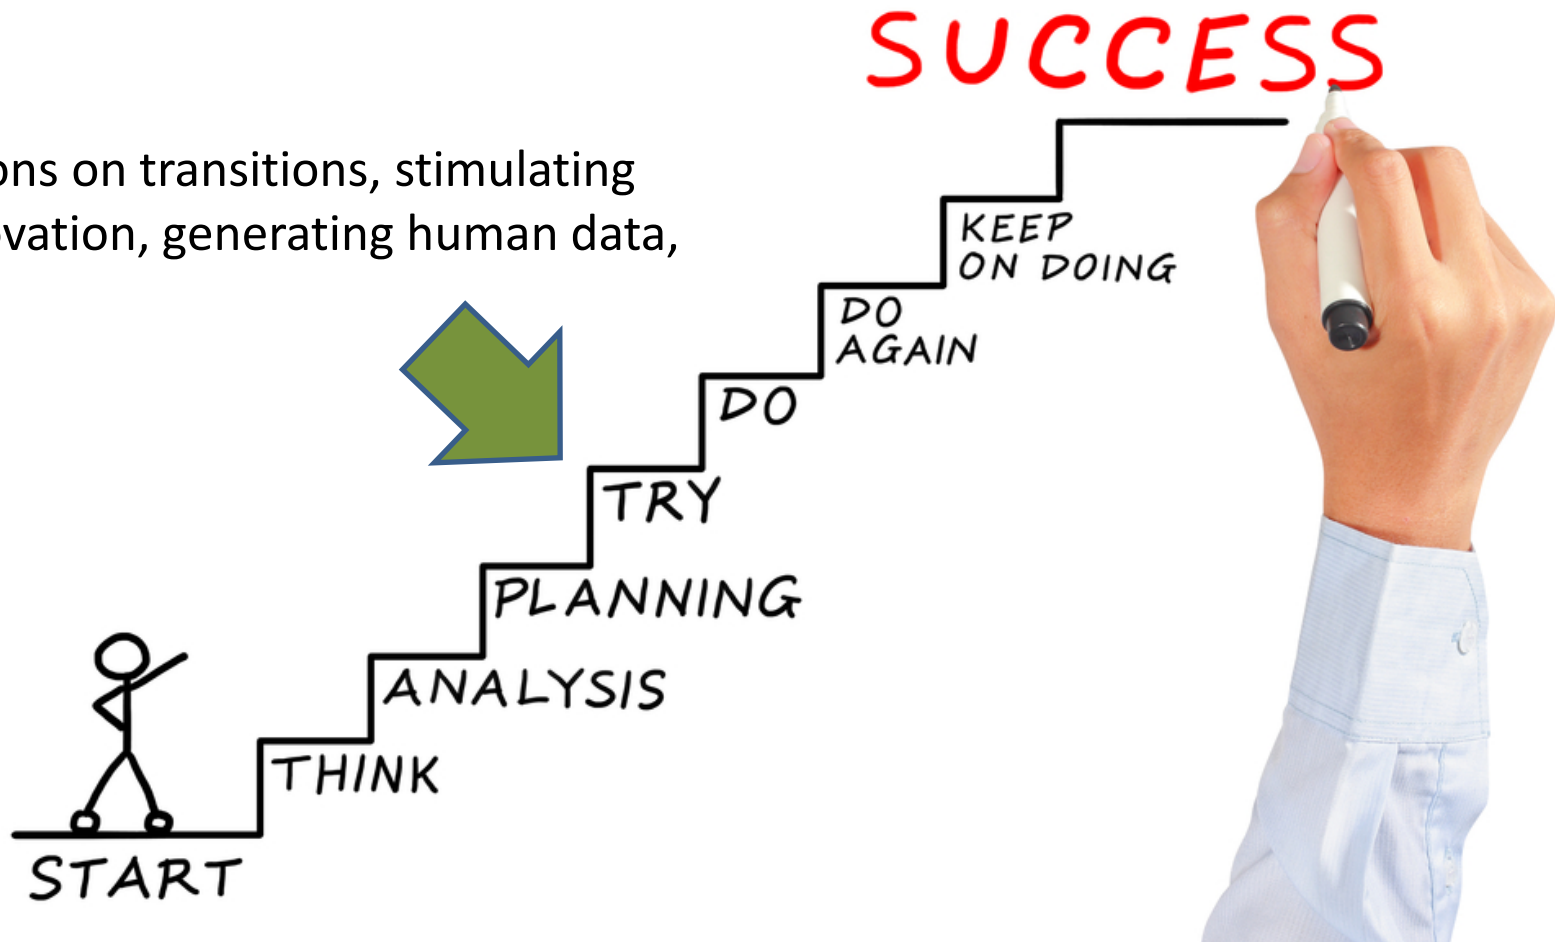 SUCCESS
ons on transitions, stimulating
ovation, generating human data,
KEEP
ON DOING
DO
AGAIN
DO
TRY
PLANNING
ANALYSIS
THINK
START